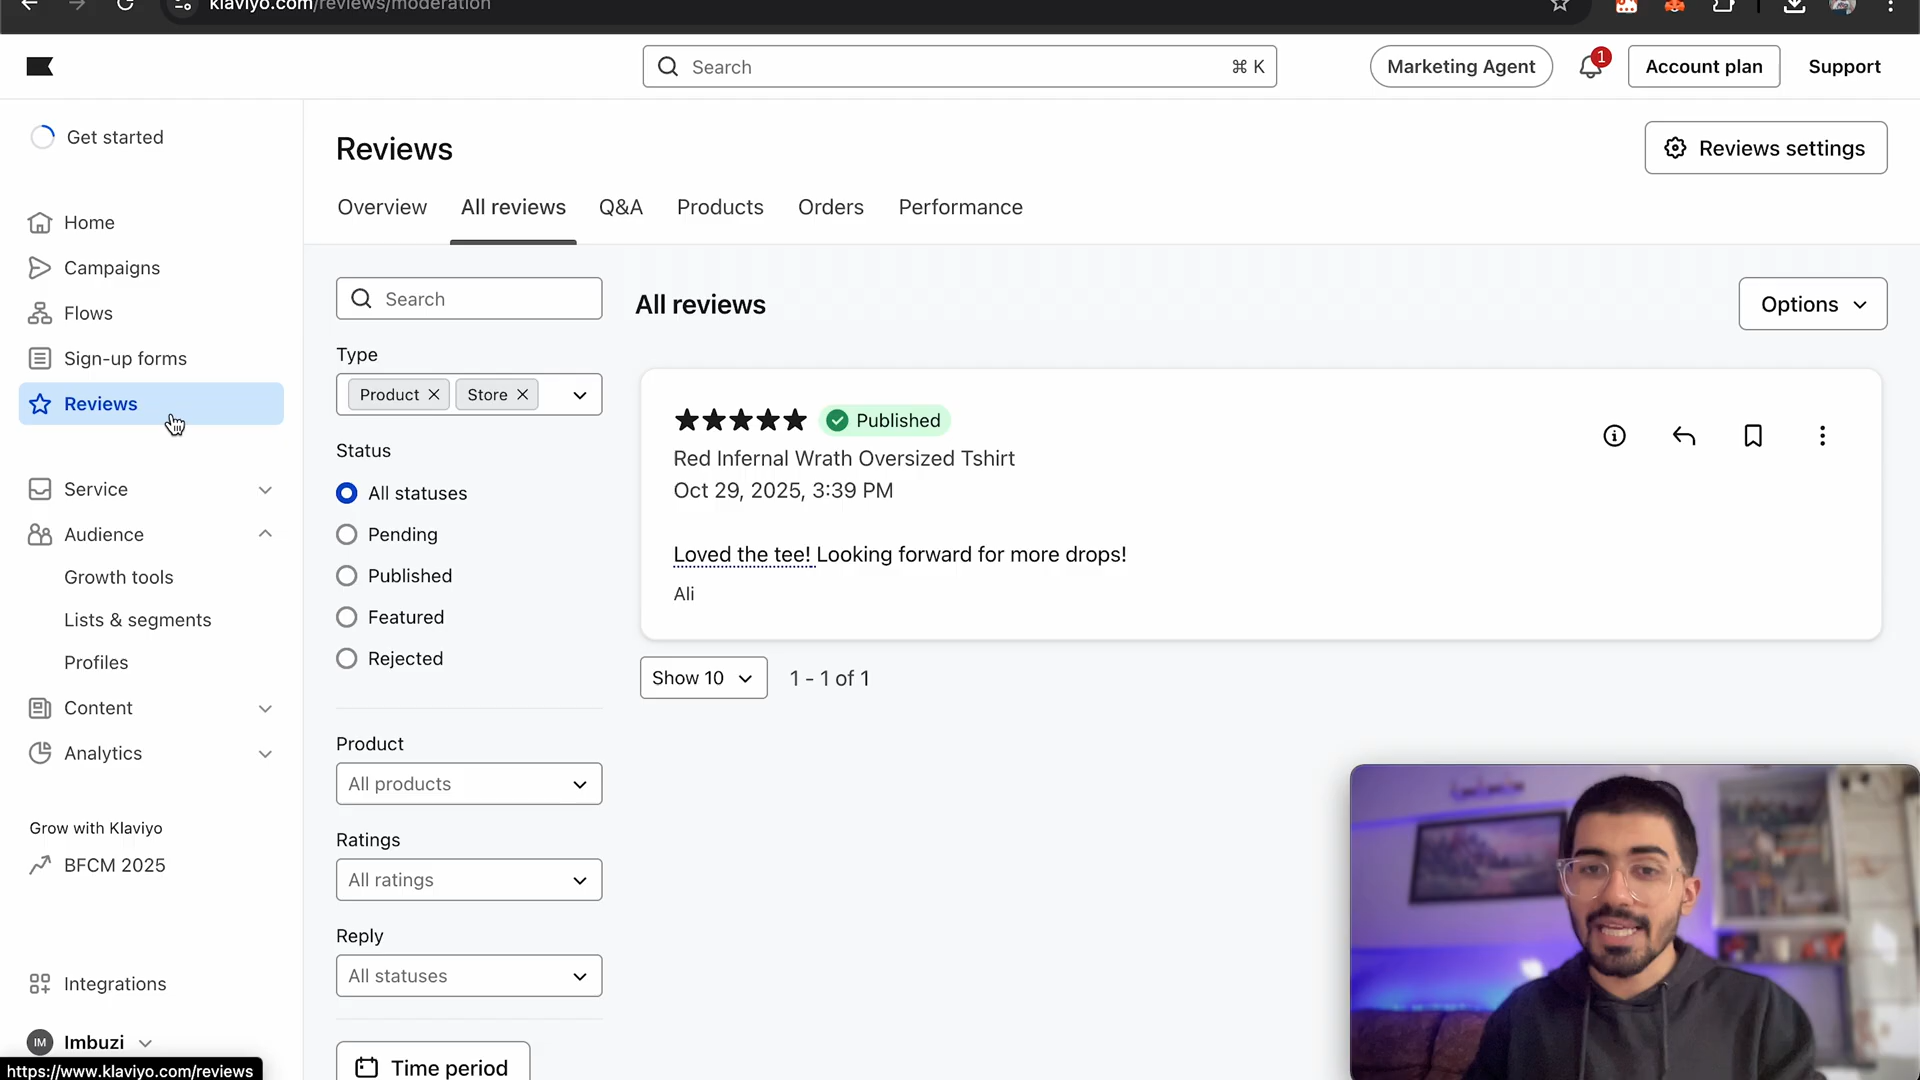 klaviyo.com/reviews/moderation
Search
⌘ K
Marketing Agent
1
Account plan
Support
Get started
Home
Campaigns
Flows
Sign-up forms
Reviews
Service
Audience
Growth tools
Lists & segments
Profiles
Content
Analytics
Grow with Klaviyo
BFCM 2025
Integrations
IM
Imbuzi
https://www.klaviyo.com/reviews
Reviews
Reviews settings
Overview
All reviews
Q&A
Products
Orders
Performance
Search
Type
Product
Store
Status
All statuses
Pending
Published
Featured
Rejected
Product
All products
Ratings
All ratings
Reply
All statuses
Time period
All reviews
Options
Published
Red Infernal Wrath Oversized Tshirt
Oct 29, 2025, 3:39 PM
Loved the tee! Looking forward for more drops!
Ali
Show 10
1 - 1 of 1